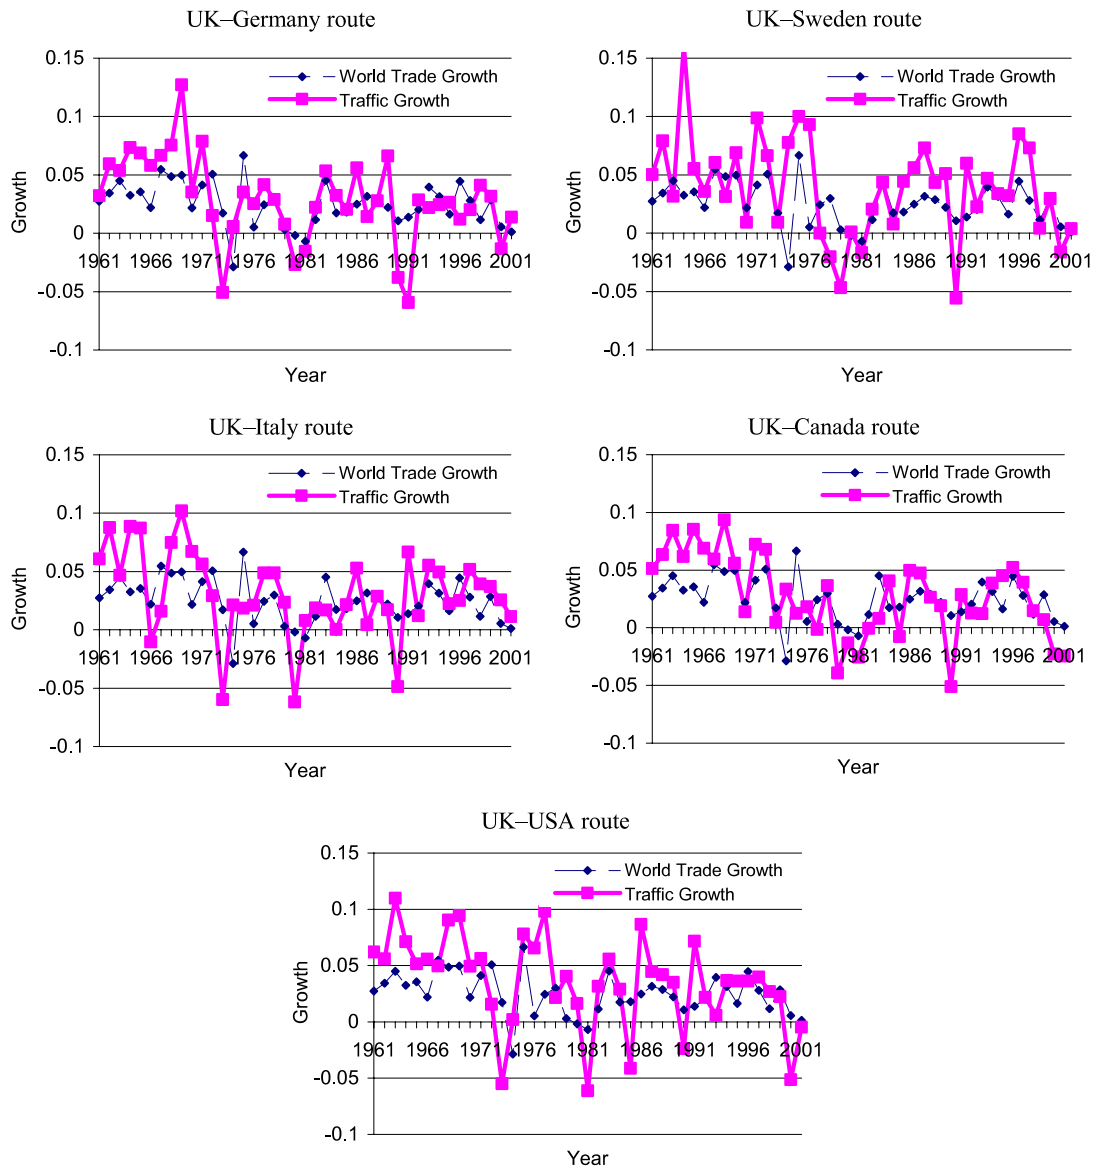 UK–Germany route
0.15
0.1
0.05
0
-0.05
-0.1
Growth
World Trade Growth
Traffic Growth
1961 1966 1971 1976 1981 1986 1991 1996 2001
Year
UK–Sweden route
0.15
0.1
0.05
0
-0.05
-0.1
Growth
World Trade Growth
Traffic Growth
1961 1966 1971 1976 1981 1986 1991 1996 2001
Year
UK–Italy route
0.15
0.1
0.05
0
-0.05
-0.1
Growth
World Trade Growth
Traffic Growth
1961 1966 1971 1976 1981 1986 1991 1996 2001
Year
UK–Canada route
0.15
0.1
0.05
0
-0.05
-0.1
Growth
World Trade Growth
Traffic Growth
1961 1966 1971 1976 1981 1986 1991 1996 2001
Year
UK–USA route
0.15
0.1
0.05
0
-0.05
-0.1
Growth
World Trade Growth
Traffic Growth
1961 1966 1971 1976 1981 1986 1991 1996 2001
Year